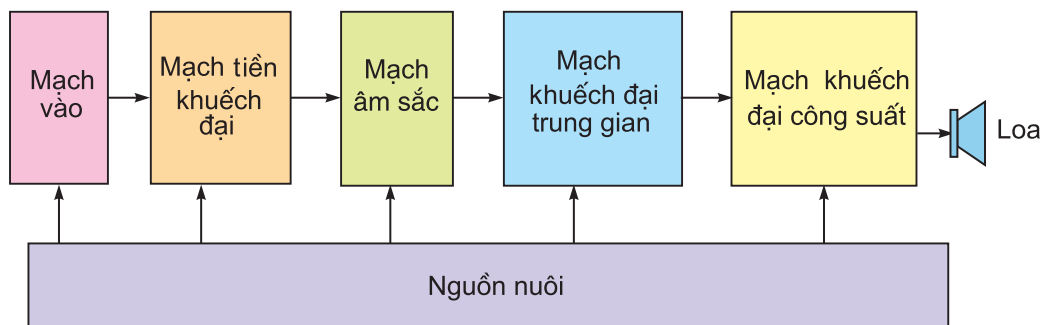 Mạch
vào
Mạch tiền
khuếch
đại
Mạch
âm sắc
Mạch
khuếch đại
trung gian
Mạch khuếch
đại công suất
Loa
Nguồn nuôi